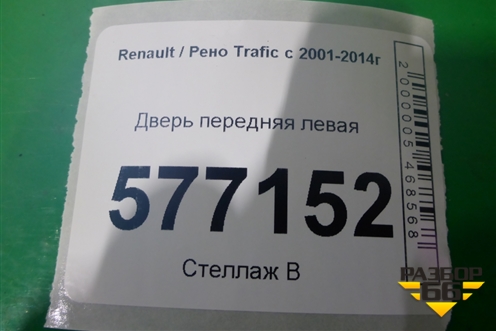 Renault / Рено Trafic с 2001-2014г
Дверь передняя левая
577152
Стеллаж В
2000005468568
РАЗБОР
66